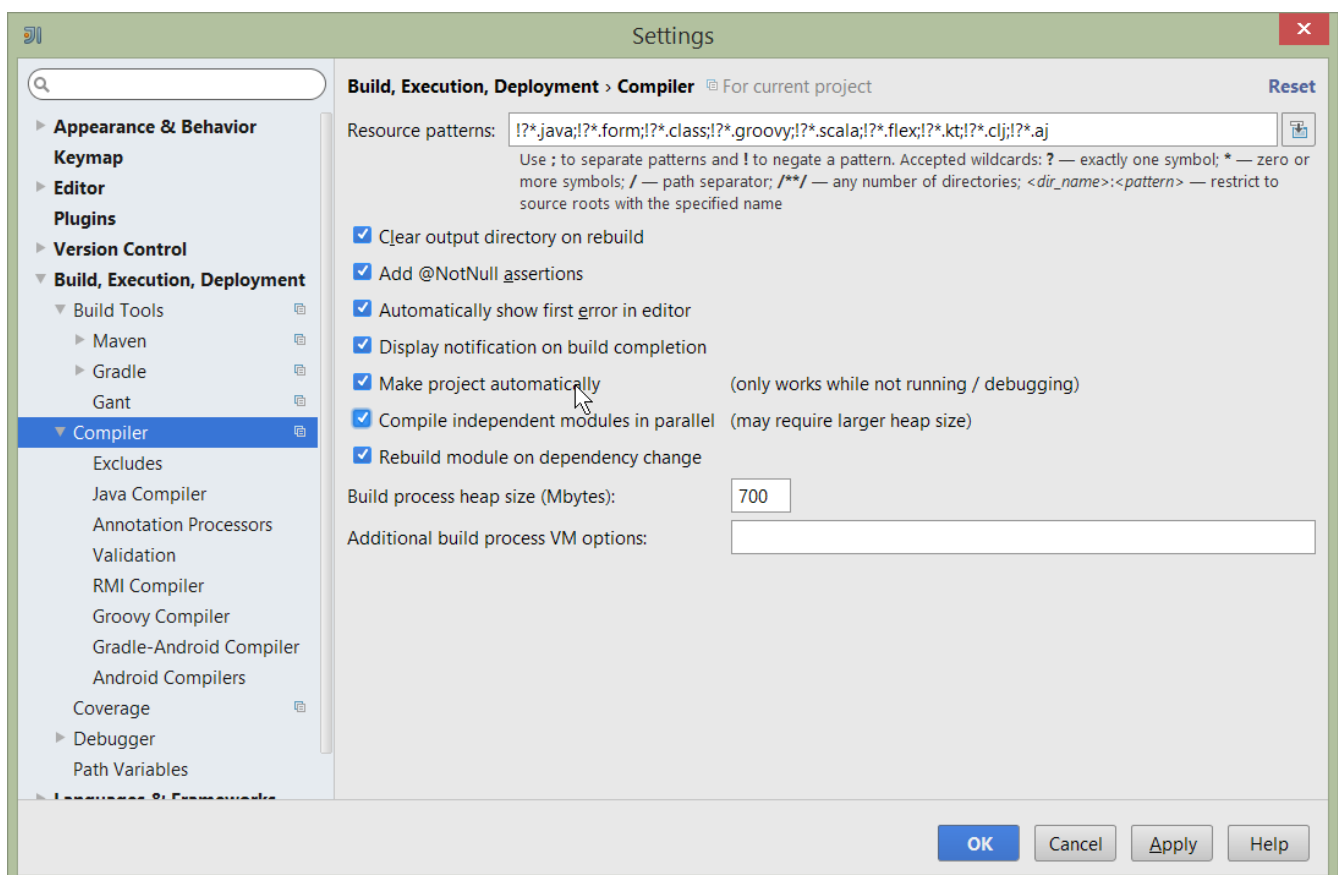 Settings
Build, Execution, Deployment › Compiler For current project Reset
Appearance & Behavior
Keymap
Editor
Plugins
Version Control
Build, Execution, Deployment
Build Tools
Maven
Gradle
Gant
Compiler
Excludes
Java Compiler
Annotation Processors
Validation
RMI Compiler
Groovy Compiler
Gradle-Android Compiler
Android Compilers
Coverage
Debugger
Path Variables
Languages & Frameworks
Resource patterns: !?*.java;!?*.form;!?*.class;!?*.groovy;!?*.scala;!?*.flex;!?*.kt;!?*.clj;!?*.aj
Use ; to separate patterns and ! to negate a pattern. Accepted wildcards: ? — exactly one symbol; * — zero or
more symbols; / — path separator; /**/ — any number of directories; <dir_name>:<pattern> — restrict to
source roots with the specified name
Clear output directory on rebuild
Add @NotNull assertions
Automatically show first error in editor
Display notification on build completion
Make project automatically (only works while not running / debugging)
Compile independent modules in parallel (may require larger heap size)
Rebuild module on dependency change
Build process heap size (Mbytes): 700
Additional build process VM options:
OK Cancel Apply Help